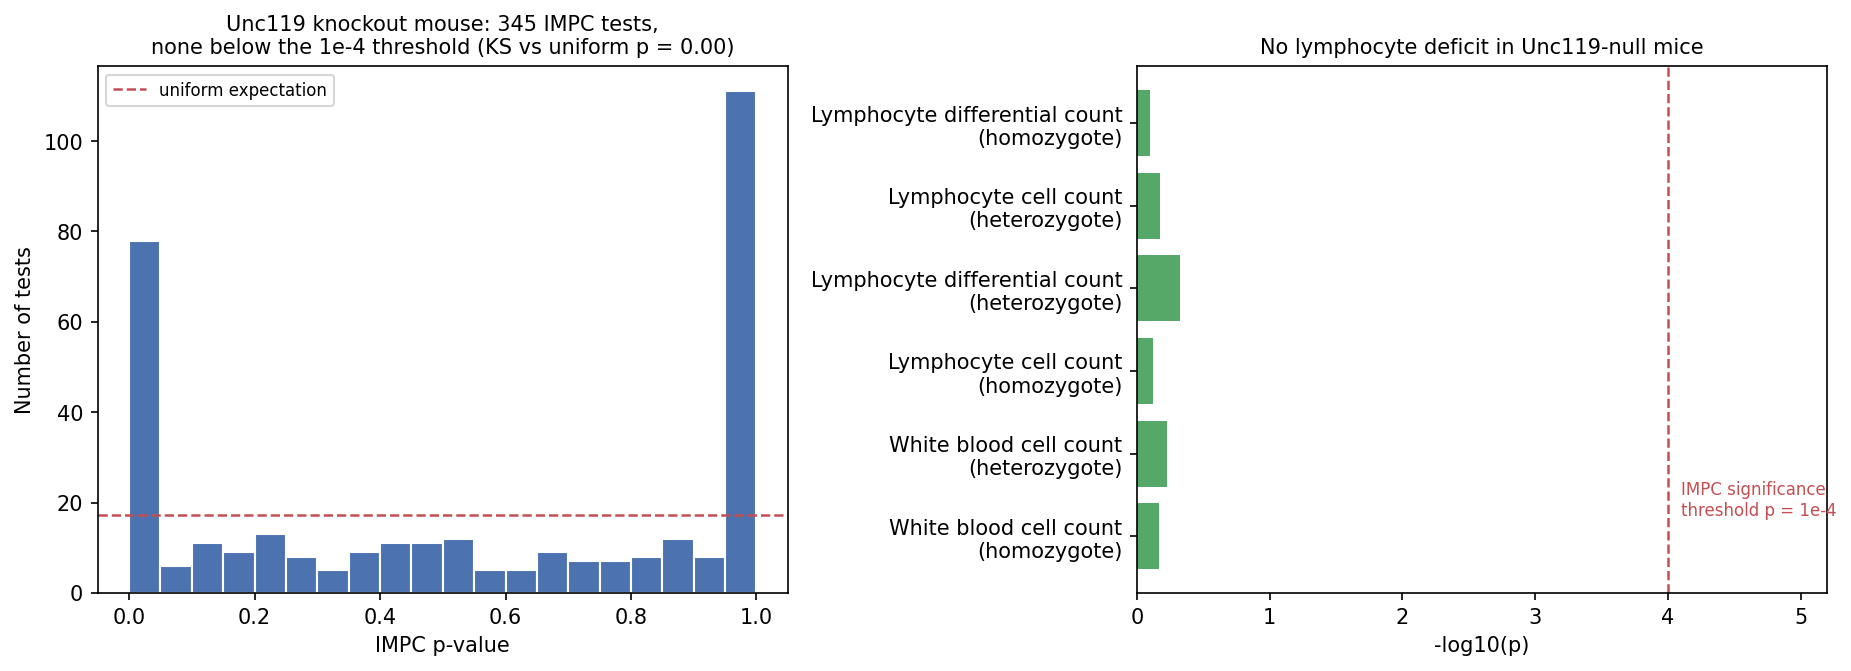 Unc119 knockout mouse: 345 IMPC tests,
none below the 1e-4 threshold (KS vs uniform p = 0.00)
uniform expectation
Number of tests
0
20
40
60
80
100
0.0 0.2 0.4 0.6 0.8 1.0
IMPC p-value
No lymphocyte deficit in Unc119-null mice
Lymphocyte differential count
(homozygote)
Lymphocyte cell count
(heterozygote)
Lymphocyte differential count
(heterozygote)
Lymphocyte cell count
(homozygote)
White blood cell count
(heterozygote)
White blood cell count
(homozygote)
IMPC significance
threshold p = 1e-4
0 1 2 3 4 5
-log10(p)